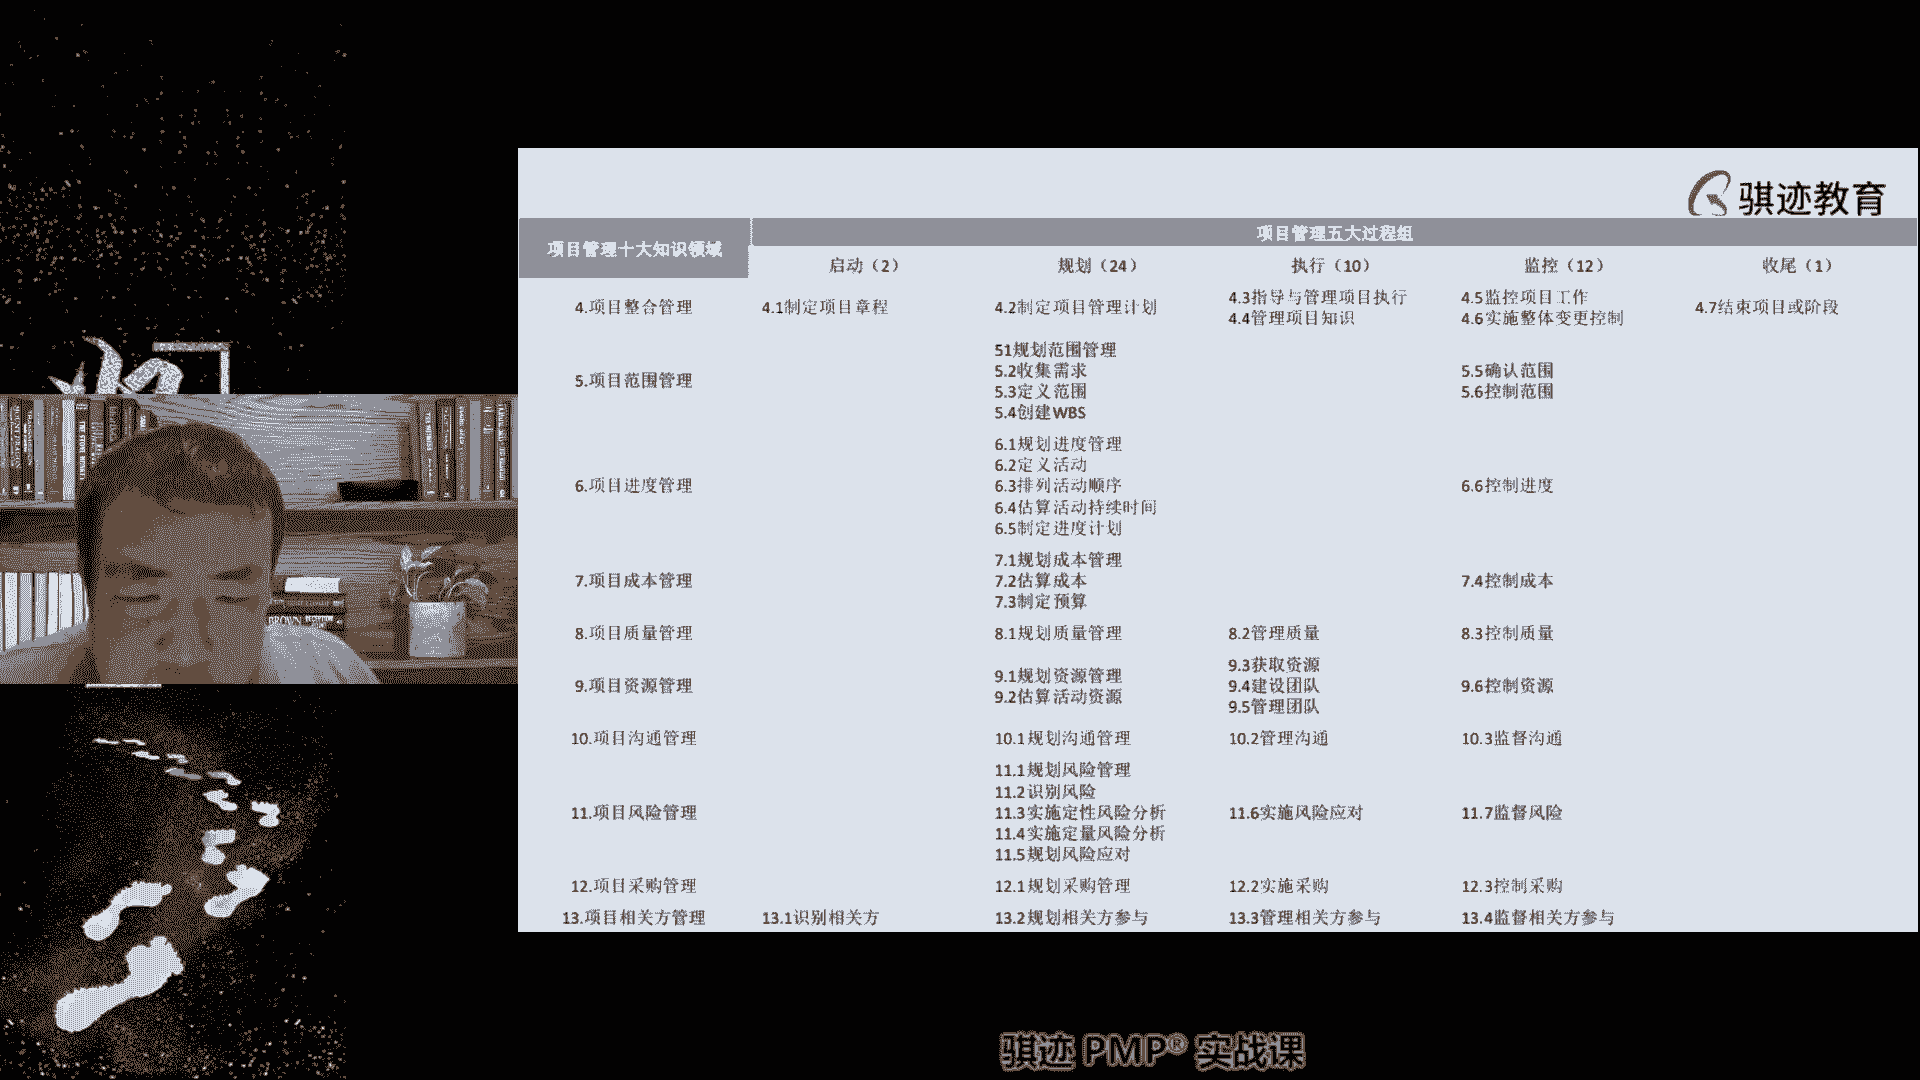 骐迹教育
项目管理十大知识领域
项目管理五大过程组
启动（2）
规划（24）
执行（10）
监控（12）
收尾（1）
4.项目整合管理
4.1制定项目章程
4.2制定项目管理计划
4.3指导与管理项目执行
4.4管理项目知识
4.5监控项目工作
4.6实施整体变更控制
4.7结束项目或阶段
5.项目范围管理
51规划范围管理
5.2收集需求
5.3定义范围
5.4创建WBS
5.5确认范围
5.6控制范围
6.项目进度管理
6.1规划进度管理
6.2定义活动
6.3排列活动顺序
6.4估算活动持续时间
6.5制定进度计划
6.6控制进度
7.项目成本管理
7.1规划成本管理
7.2估算成本
7.3制定预算
7.4控制成本
8.项目质量管理
8.1规划质量管理
8.2管理质量
8.3控制质量
9.项目资源管理
9.1规划资源管理
9.2估算活动资源
9.3获取资源
9.4建设团队
9.5管理团队
9.6控制资源
10.项目沟通管理
10.1规划沟通管理
10.2管理沟通
10.3监督沟通
11.项目风险管理
11.1规划风险管理
11.2识别风险
11.3实施定性风险分析
11.4实施定量风险分析
11.5规划风险应对
11.6实施风险应对
11.7监督风险
12.项目采购管理
12.1规划采购管理
12.2实施采购
12.3控制采购
13.项目相关方管理
13.1识别相关方
13.2规划相关方参与
13.3管理相关方参与
13.4监督相关方参与
BROWN
骐迹 PMP® 实战课